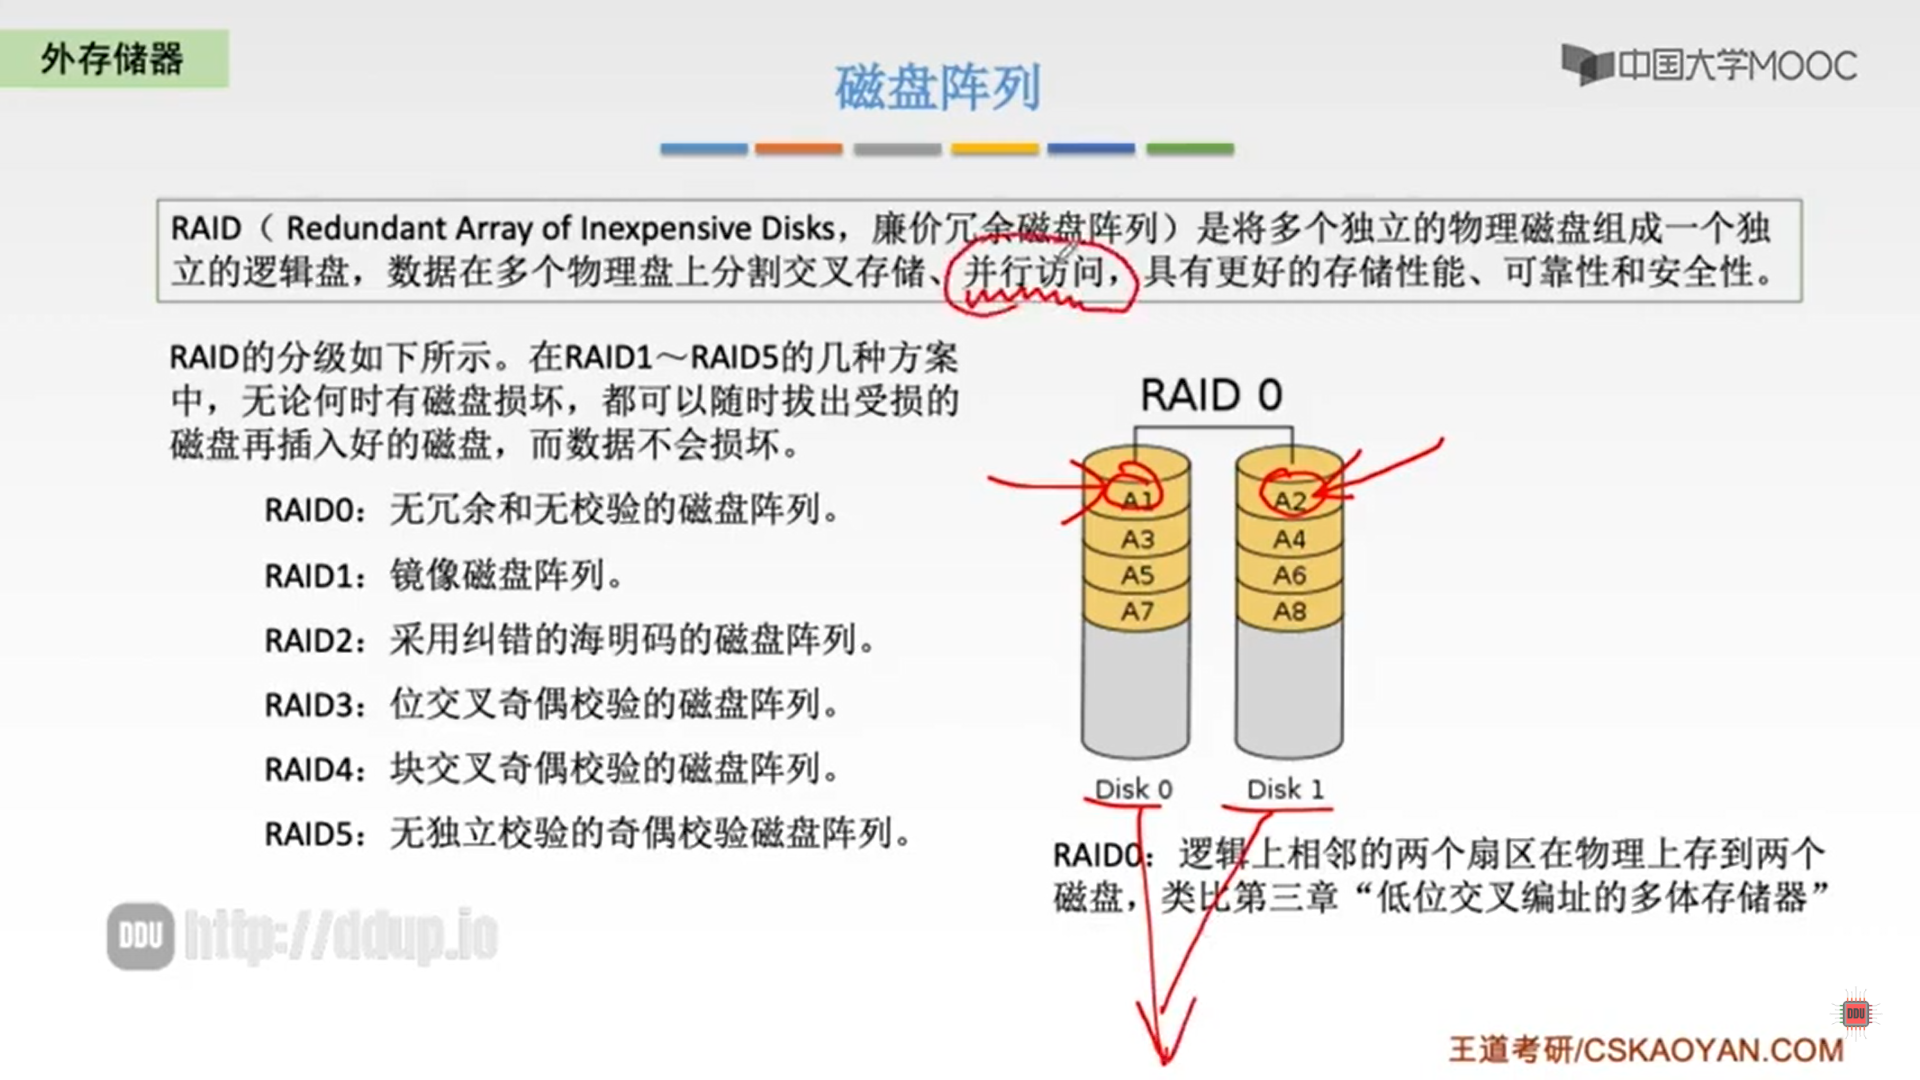 外存储器
中国大学MOOC
磁盘阵列
RAID（ Redundant Array of Inexpensive Disks，廉价冗余磁盘阵列）是将多个独立的物理磁盘组成一个独
立的逻辑盘，数据在多个物理盘上分割交叉存储、并行访问，具有更好的存储性能、可靠性和安全性。
RAID的分级如下所示。在RAID1～RAID5的几种方案
中，无论何时有磁盘损坏，都可以随时拔出受损的
磁盘再插入好的磁盘，而数据不会损坏。
RAID0：无冗余和无校验的磁盘阵列。
RAID1：镜像磁盘阵列。
RAID2：采用纠错的海明码的磁盘阵列。
RAID3：位交叉奇偶校验的磁盘阵列。
RAID4：块交叉奇偶校验的磁盘阵列。
RAID5：无独立校验的奇偶校验磁盘阵列。
RAID 0
A1 A2
A3 A4
A5 A6
A7 A8
Disk 0 Disk 1
RAID0：逻辑上相邻的两个扇区在物理上存到两个
磁盘，类比第三章“低位交叉编址的多体存储器”
DDU http://ddup.io
DDU
王道考研/CSKAOYAN.COM